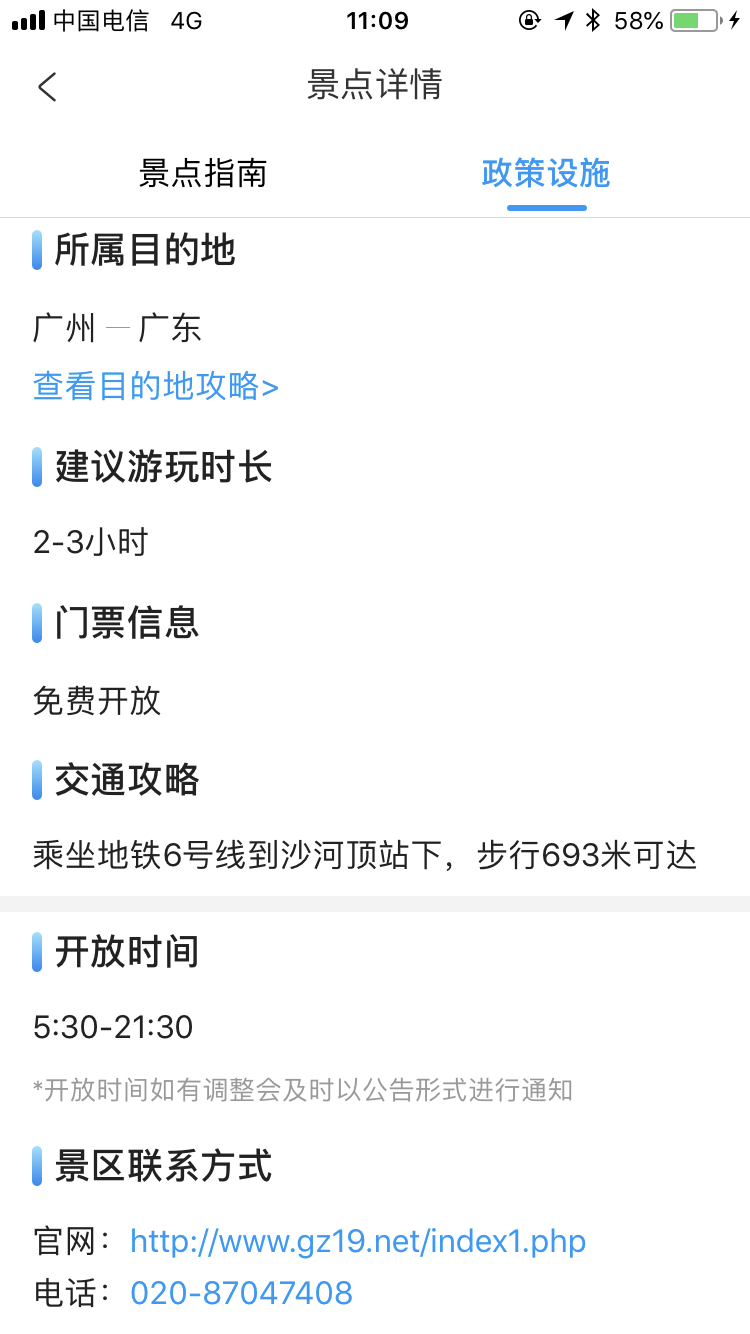 中国电信 4G 11:09 58%
景点详情
景点指南 政策设施
所属目的地
广州 — 广东
查看目的地攻略>
建议游玩时长
2-3小时
门票信息
免费开放
交通攻略
乘坐地铁6号线到沙河顶站下，步行693米可达
开放时间
5:30-21:30
*开放时间如有调整会及时以公告形式进行通知
景区联系方式
官网：http://www.gz19.net/index1.php
电话：020-87047408